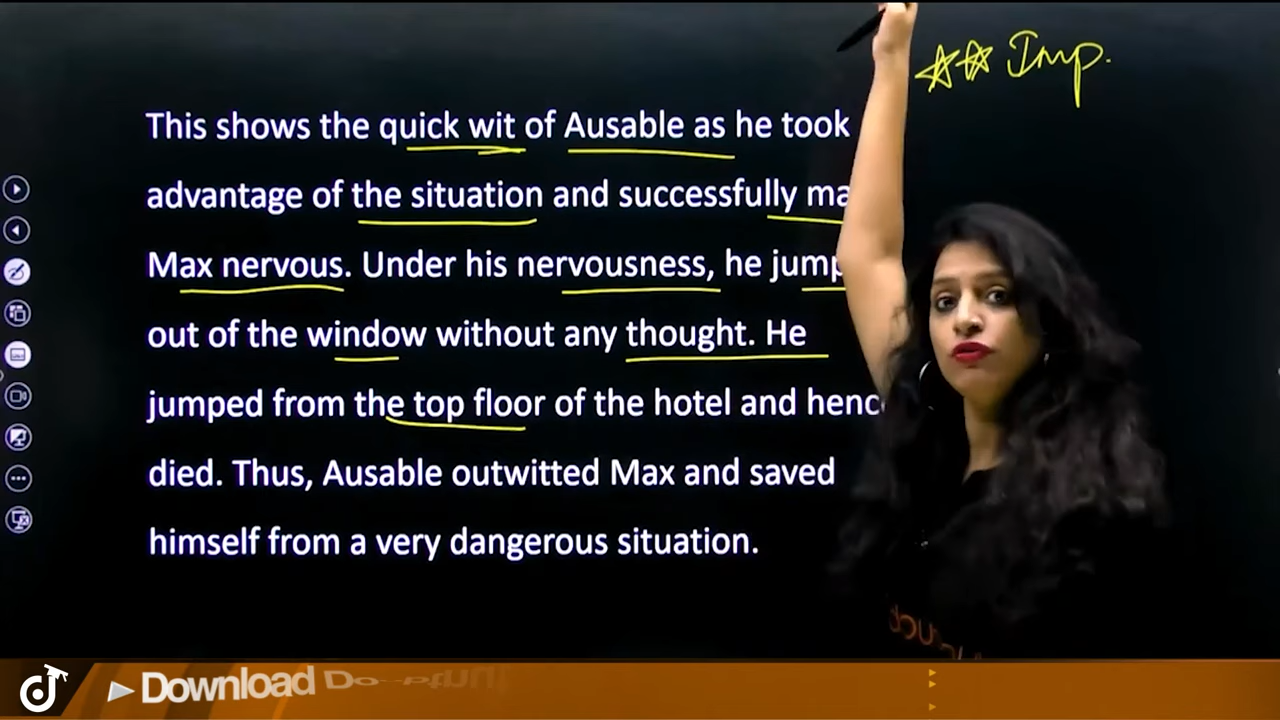 ☆☆ Imp.
This shows the quick wit of Ausable as he took
advantage of the situation and successfully
Max nervous. Under his nervousness, he
out of the window without any thought. He
jumped from the top floor of the hotel and
died. Thus, Ausable outwitted Max and saved
himself from a very dangerous situation.
Download